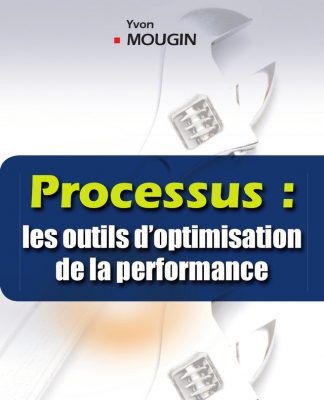 Yvon
MOUGIN
Processus :
les outils d'optimisation
de la performance